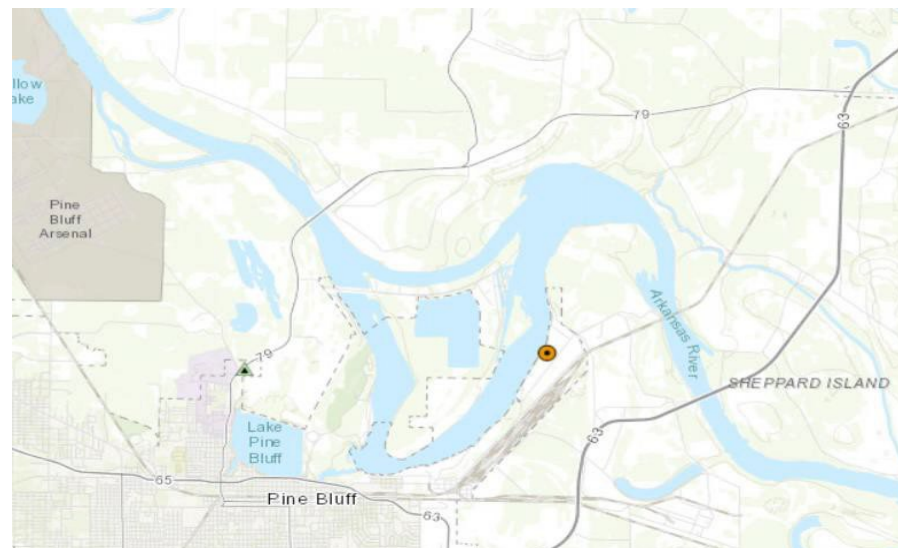 79
63
llow
ake
Pine
Bluff
Arsenal
Arkansas River
79
SHEPPARD ISLAND
Lake
Pine
Bluff
63
65
Pine Bluff
63